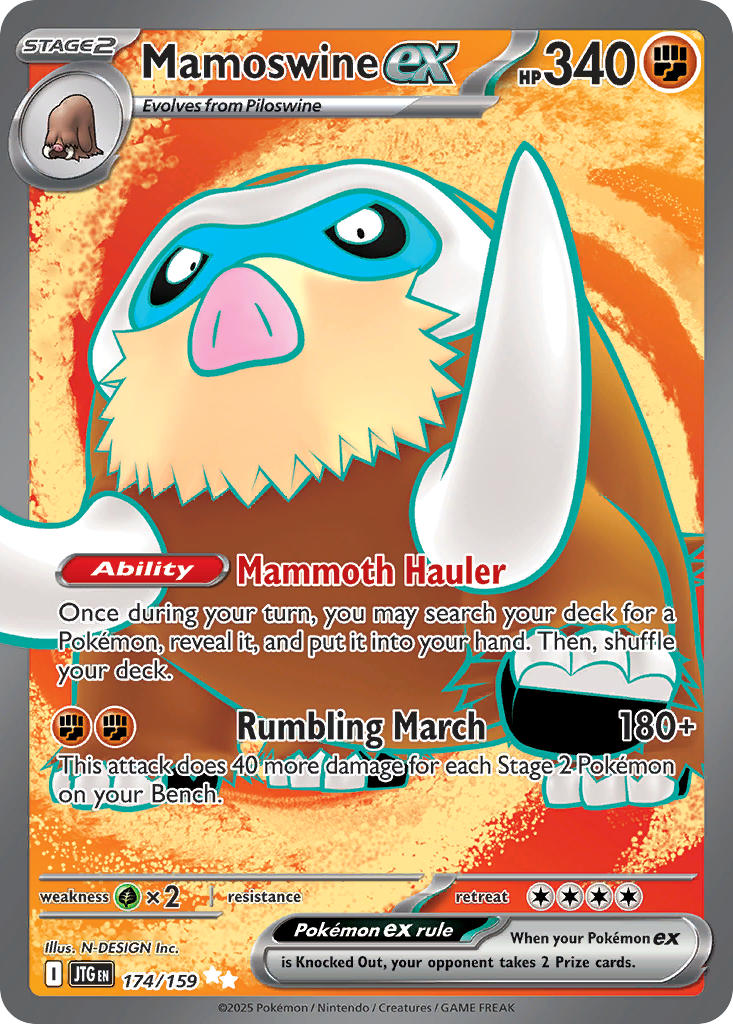 STAGE2
Mamoswine ex HP 340
Evolves from Piloswine
Ability Mammoth Hauler
Once during your turn, you may search your deck for a
Pokémon, reveal it, and put it into your hand. Then, shuffle
your deck.
Rumbling March 180+
This attack does 40 more damage for each Stage 2 Pokémon
on your Bench.
weakness ×2 resistance retreat
Illus. N-DESIGN Inc.
Pokémon ex rule When your Pokémon ex
is Knocked Out, your opponent takes 2 Prize cards.
I JTG EN 174/159
©2025 Pokémon / Nintendo / Creatures / GAME FREAK